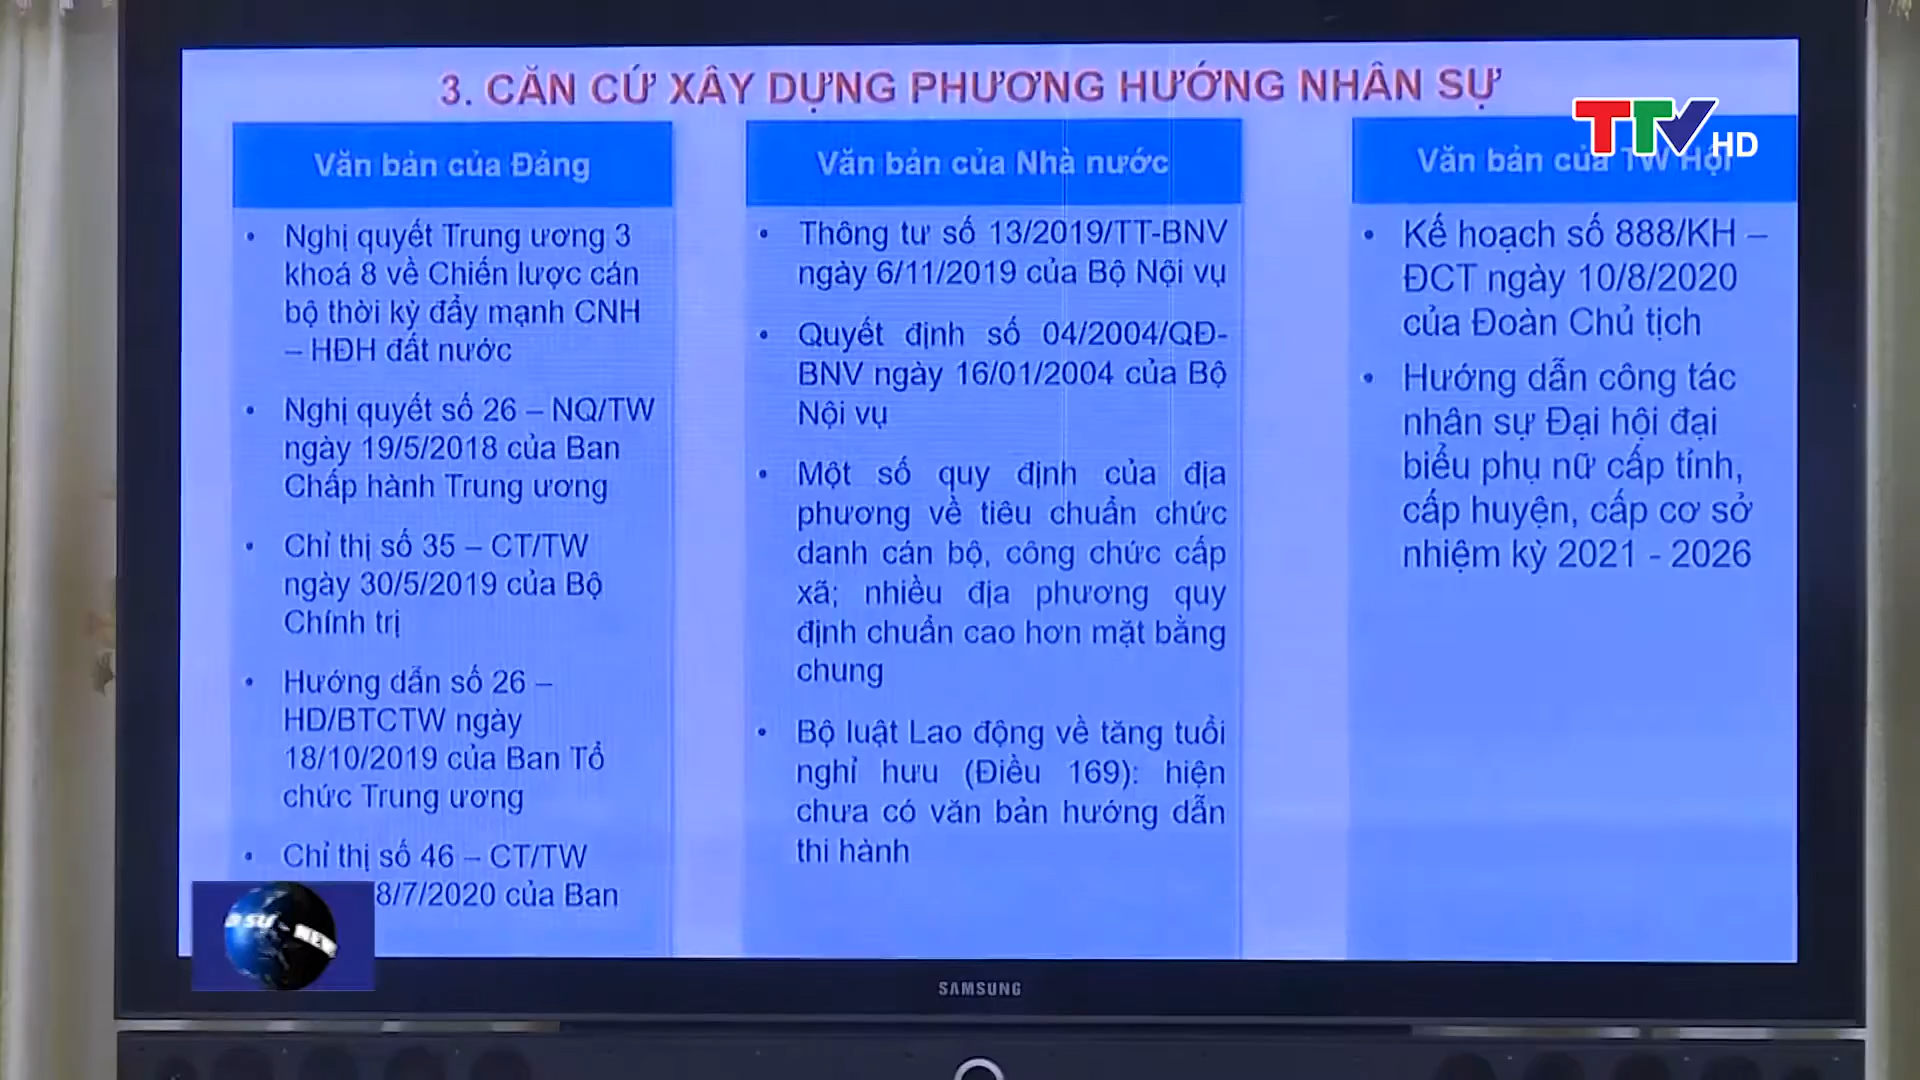 3. CĂN CỨ XÂY DỰNG PHƯƠNG HƯỚNG NHÂN SỰ
TTV HD
Văn bản của Đảng
• Nghị quyết Trung ương 3
khoá 8 về Chiến lược cán
bộ thời kỳ đẩy mạnh CNH
– HĐH đất nước
• Nghị quyết số 26 – NQ/TW
ngày 19/5/2018 của Ban
Chấp hành Trung ương
• Chỉ thị số 35 – CT/TW
ngày 30/5/2019 của Bộ
Chính trị
• Hướng dẫn số 26 –
HD/BTCTW ngày
18/10/2019 của Ban Tổ
chức Trung ương
• Chỉ thị số 46 – CT/TW
8/7/2020 của Ban
Văn bản của Nhà nước
• Thông tư số 13/2019/TT-BNV
ngày 6/11/2019 của Bộ Nội vụ
• Quyết định số 04/2004/QĐ-
BNV ngày 16/01/2004 của Bộ
Nội vụ
• Một số quy định của địa
phương về tiêu chuẩn chức
danh cán bộ, công chức cấp
xã; nhiều địa phương quy
định chuẩn cao hơn mặt bằng
chung
• Bộ luật Lao động về tăng tuổi
nghỉ hưu (Điều 169): hiện
chưa có văn bản hướng dẫn
thi hành
Văn bản của TW Hội
• Kế hoạch số 888/KH –
ĐCT ngày 10/8/2020
của Đoàn Chủ tịch
• Hướng dẫn công tác
nhân sự Đại hội đại
biểu phụ nữ cấp tỉnh,
cấp huyện, cấp cơ sở
nhiệm kỳ 2021 - 2026
SAMSUNG